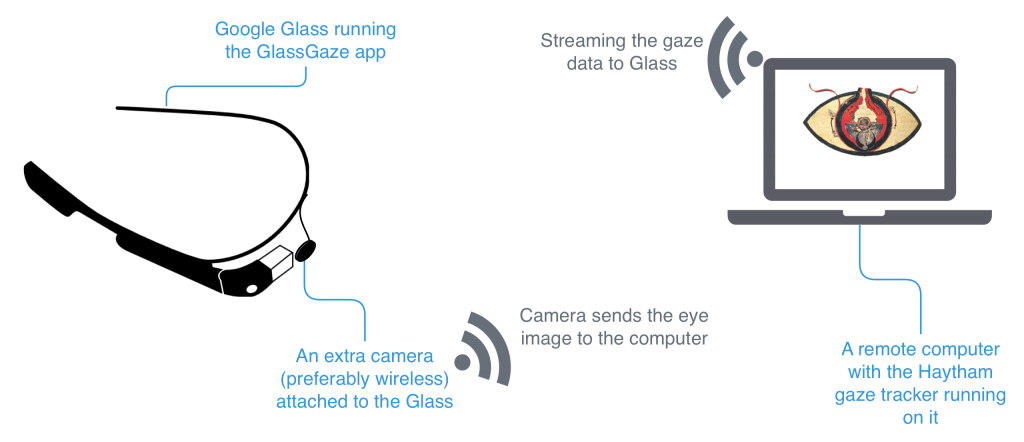 Google Glass running
the GlassGaze app
Streaming the gaze
data to Glass
Camera sends the eye
image to the computer
An extra camera
(preferably wireless)
attached to the Glass
A remote computer
with the Haytham
gaze tracker running
on it